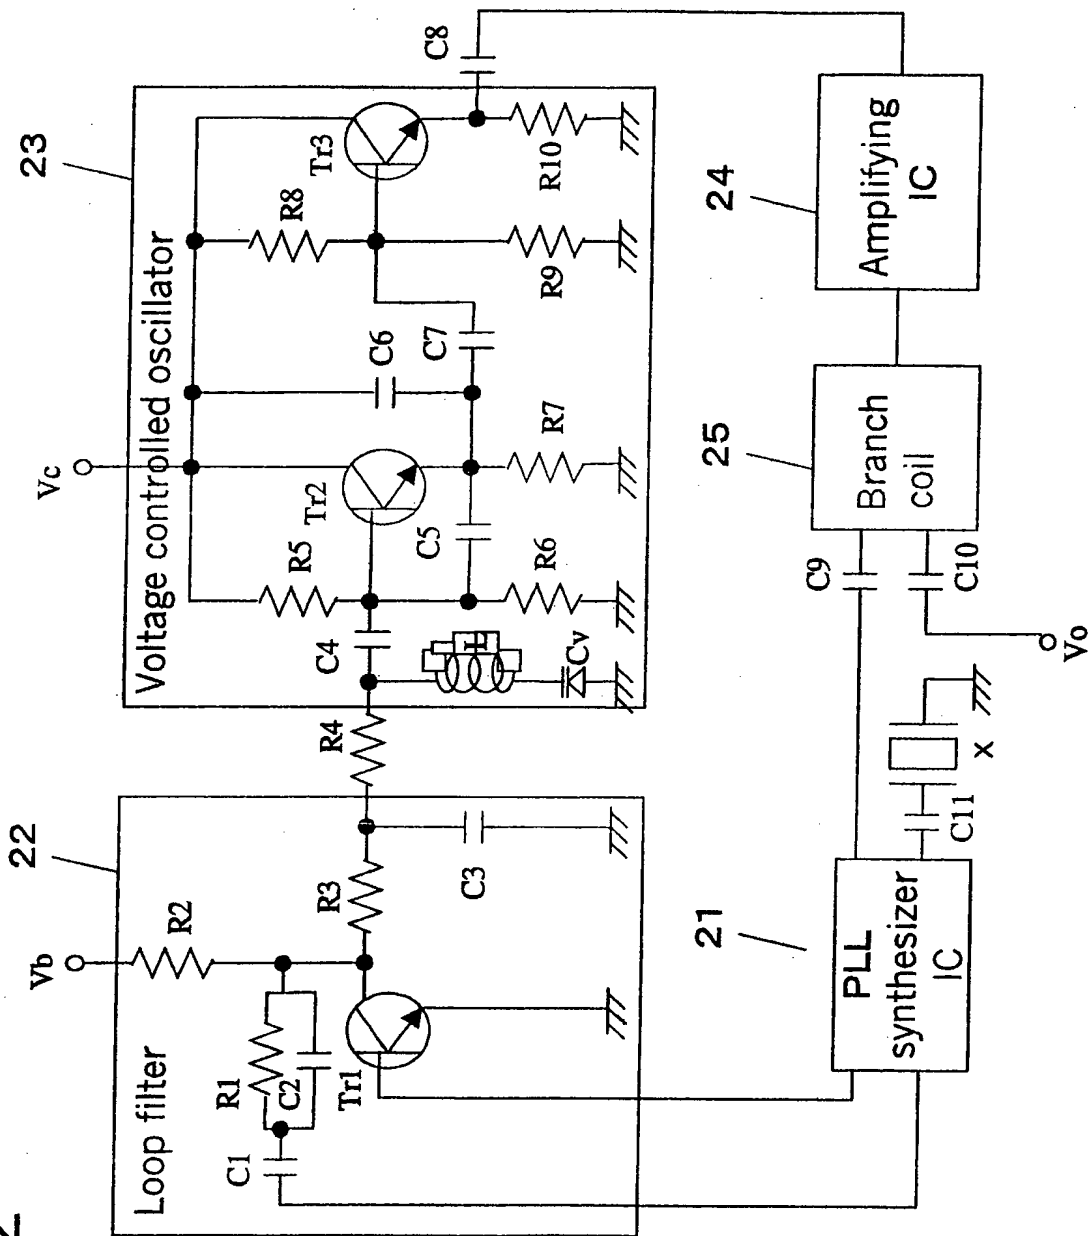 23
22
Voltage controlled oscillator
Vc
Vb
R8
Tr3
C8
R10
R9
C6
C7
R5
Tr2
C5
R7
R6
C4
L
Cv
R4
R2
R3
C3
Loop filter
R1
C2
Tr1
C1
24
Amplifying
IC
25
Branch
coil
C9
C10
Vo
21
PLL
synthesizer
IC
C11
X